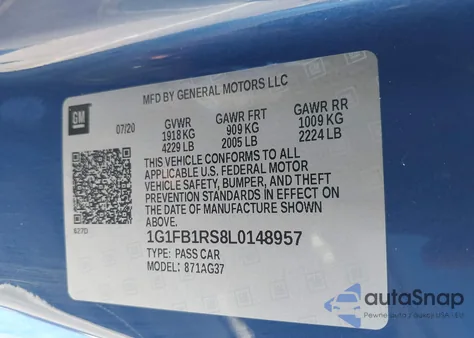 MFD BY GENERAL MOTORS LLC
GM
07/20
GVWR
1918 KG
4229 LB
GAWR FRT
909 KG
2005 LB
GAWR RR
1009 KG
2224 LB
THIS VEHICLE CONFORMS TO ALL
APPLICABLE U.S. FEDERAL MOTOR
VEHICLE SAFETY, BUMPER, AND THEFT
PREVENTION STANDARDS IN EFFECT ON
THE DATE OF MANUFACTURE SHOWN
ABOVE.
1G1FB1RS8L0148957
TYPE: PASS CAR
MODEL: 871AG37
autoSnap